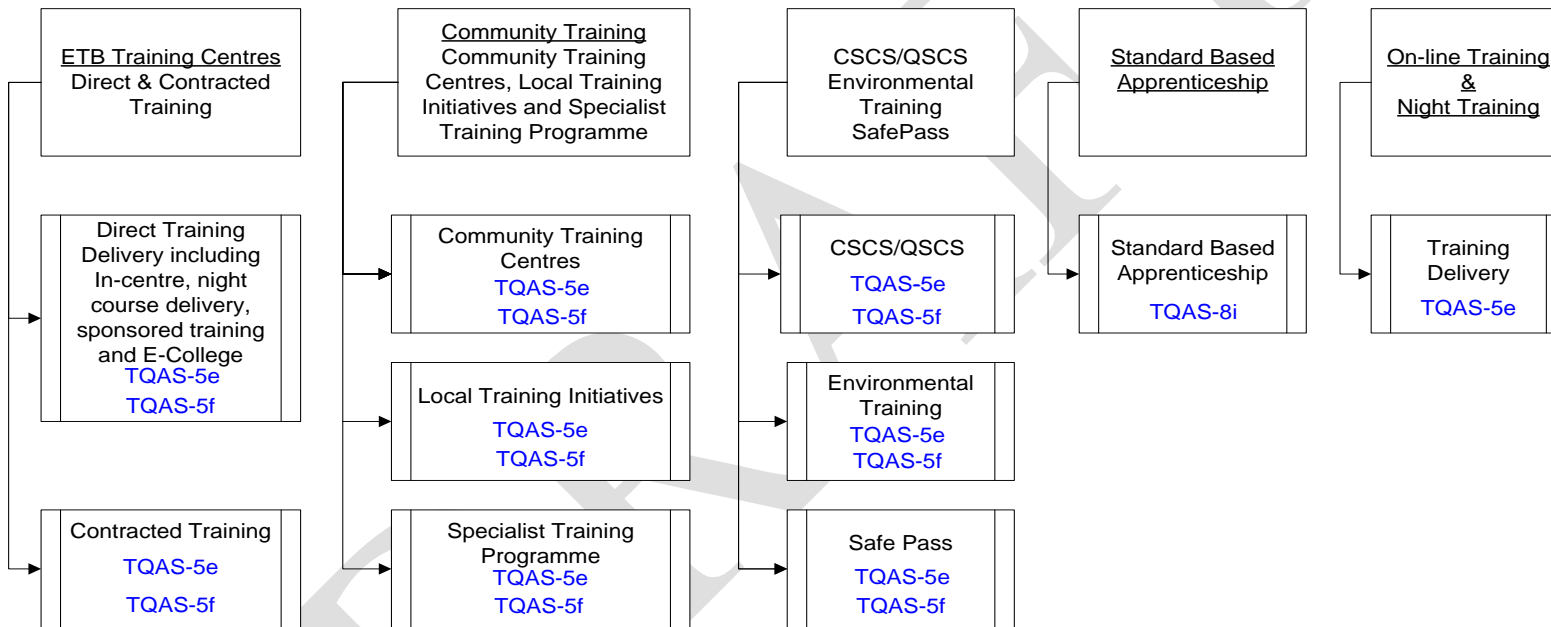 ETB Training Centres
Direct & Contracted
Training
Community Training
Community Training
Centres, Local Training
Initiatives and Specialist
Training Programme
CSCS/QSCS
Environmental
Training
SafePass
Standard Based
Apprenticeship
On-line Training
&
Night Training
Direct Training
Delivery including
In-centre, night
course delivery,
sponsored training
and E-College
TQAS-5e
TQAS-5f
Community Training
Centres
TQAS-5e
TQAS-5f
CSCS/QSCS
TQAS-5e
TQAS-5f
Standard Based
Apprenticeship
TQAS-8i
Training
Delivery
TQAS-5e
Local Training Initiatives
TQAS-5e
TQAS-5f
Environmental
Training
TQAS-5e
TQAS-5f
Contracted Training
TQAS-5e
TQAS-5f
Specialist Training
Programme
TQAS-5e
TQAS-5f
Safe Pass
TQAS-5e
TQAS-5f